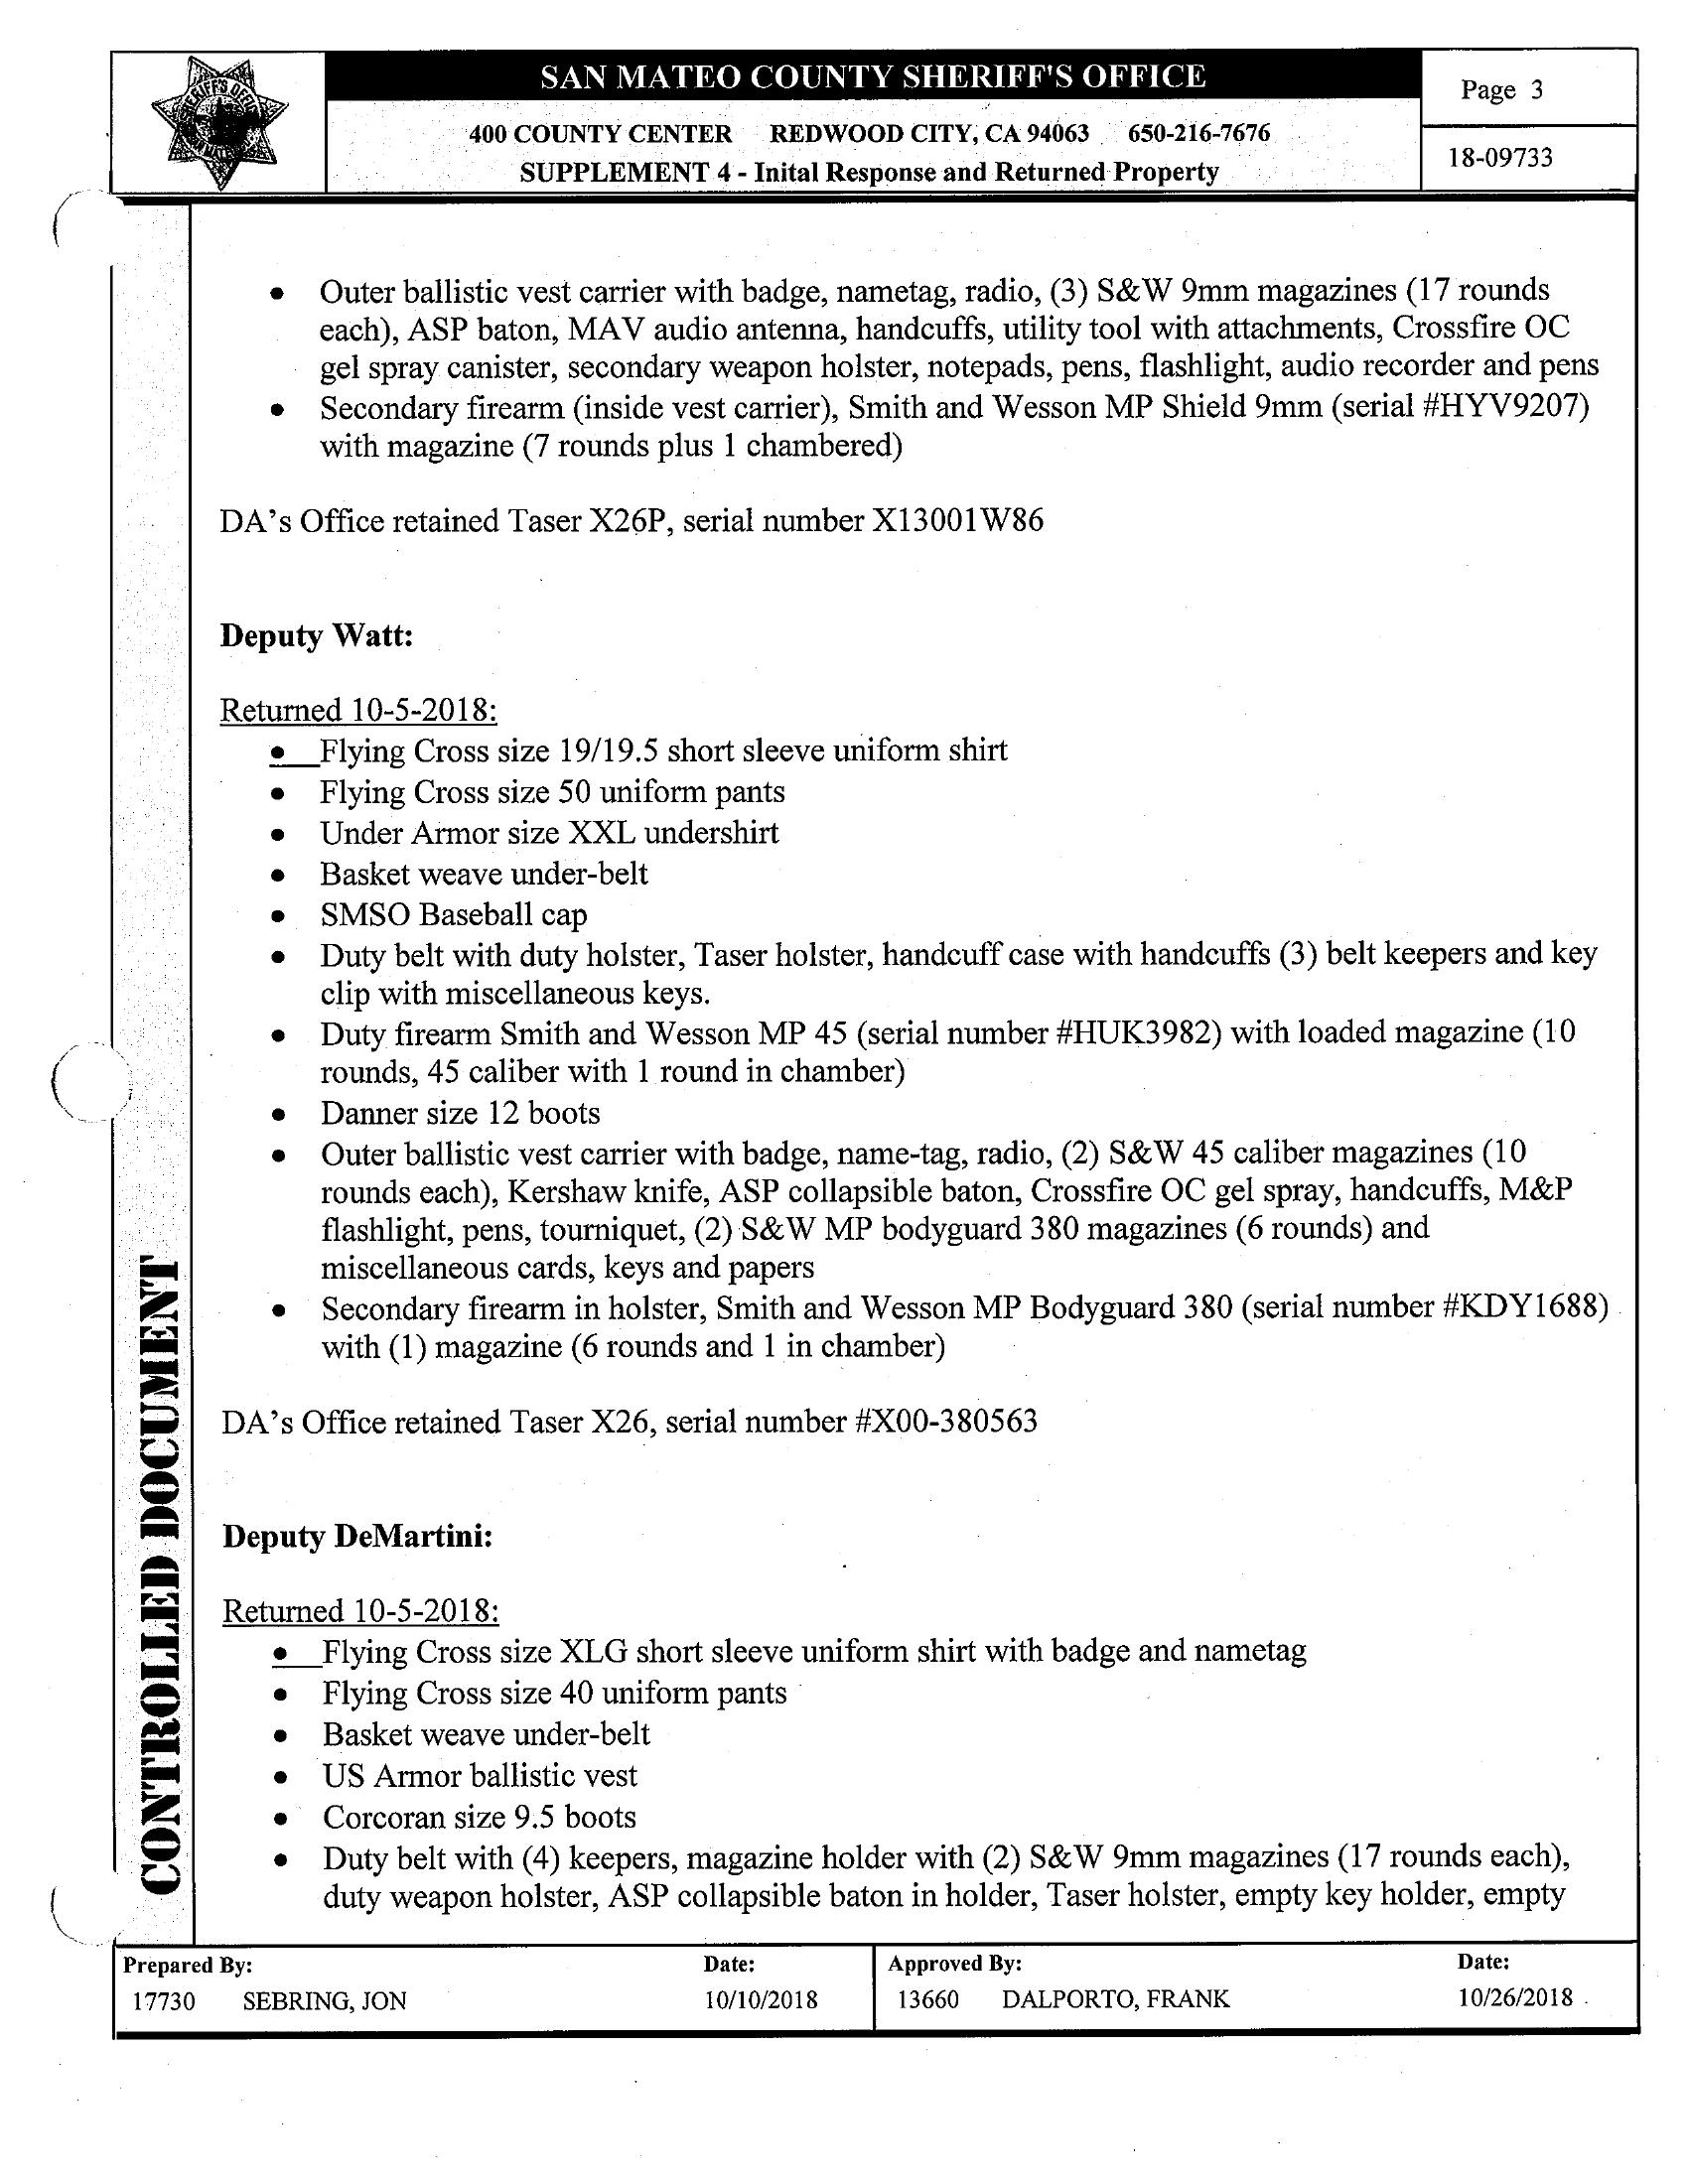 SAN MATEO COUNTY SHERIFF'S OFFICE
400 COUNTY CENTER REDWOOD CITY, CA 94063 650-216-7676
SUPPLEMENT 4 - Inital Response and Returned Property
Page 3
18-09733
• Outer ballistic vest carrier with badge, nametag, radio, (3) S&W 9mm magazines (17 rounds
each), ASP baton, MAV audio antenna, handcuffs, utility tool with attachments, Crossfire OC
gel spray canister, secondary weapon holster, notepads, pens, flashlight, audio recorder and pens
• Secondary firearm (inside vest carrier), Smith and Wesson MP Shield 9mm (serial #HYV9207)
with magazine (7 rounds plus 1 chambered)
DA's Office retained Taser X26P, serial number X13001W86
Deputy Watt:
Returned 10-5-2018:
• Flying Cross size 19/19.5 short sleeve uniform shirt
• Flying Cross size 50 uniform pants
• Under Armor size XXL undershirt
• Basket weave under-belt
• SMSO Baseball cap
• Duty belt with duty holster, Taser holster, handcuff case with handcuffs (3) belt keepers and key
clip with miscellaneous keys.
• Duty firearm Smith and Wesson MP 45 (serial number #HUK3982) with loaded magazine (10
rounds, 45 caliber with 1 round in chamber)
• Danner size 12 boots
• Outer ballistic vest carrier with badge, name-tag, radio, (2) S&W 45 caliber magazines (10
rounds each), Kershaw knife, ASP collapsible baton, Crossfire OC gel spray, handcuffs, M&P
flashlight, pens, tourniquet, (2) S&W MP bodyguard 380 magazines (6 rounds) and
miscellaneous cards, keys and papers
• Secondary firearm in holster, Smith and Wesson MP Bodyguard 380 (serial number #KDY1688)
with (1) magazine (6 rounds and 1 in chamber)
DA's Office retained Taser X26, serial number #X00-380563
Deputy DeMartini:
Returned 10-5-2018:
• Flying Cross size XLG short sleeve uniform shirt with badge and nametag
• Flying Cross size 40 uniform pants
• Basket weave under-belt
• US Armor ballistic vest
• Corcoran size 9.5 boots
• Duty belt with (4) keepers, magazine holder with (2) S&W 9mm magazines (17 rounds each),
duty weapon holster, ASP collapsible baton in holder, Taser holster, empty key holder, empty
CONTROLLED DOCUMENT
Prepared By: Date: Approved By: Date:
17730 SEBRING, JON 10/10/2018 13660 DALPORTO, FRANK 10/26/2018